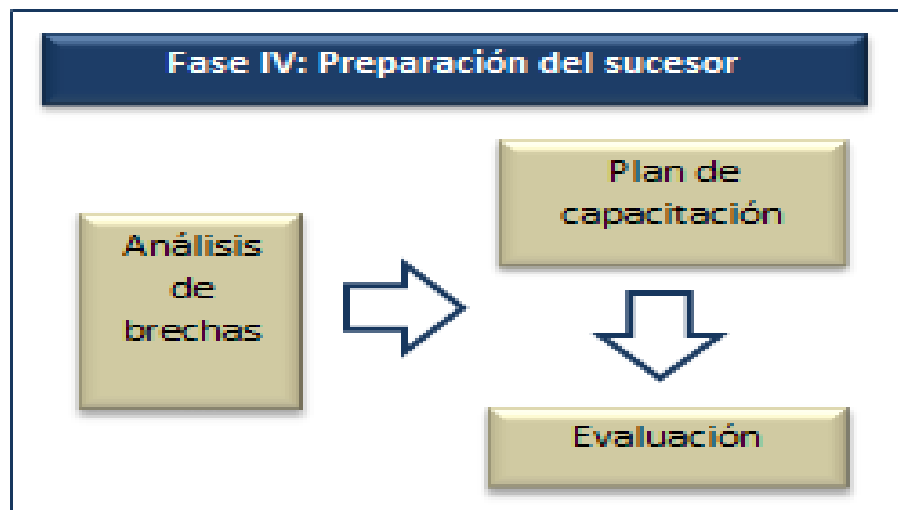 Fase IV: Preparación del sucesor
Análisis
de
brechas
Plan de
capacitación
Evaluación